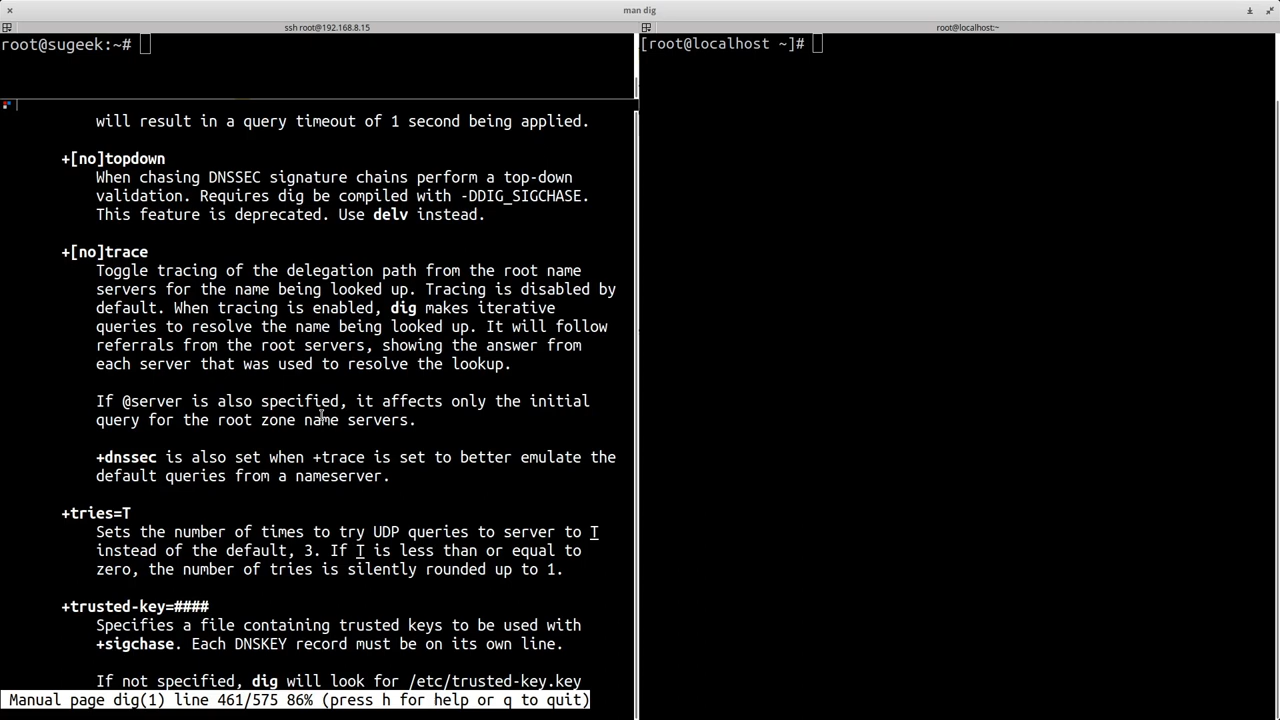 man dig
ssh root@192.168.8.15
root@sugeek:~#
will result in a query timeout of 1 second being applied.
+[no]topdown
When chasing DNSSEC signature chains perform a top-down
validation. Requires dig be compiled with -DDIG_SIGCHASE.
This feature is deprecated. Use delv instead.
+[no]trace
Toggle tracing of the delegation path from the root name
servers for the name being looked up. Tracing is disabled by
default. When tracing is enabled, dig makes iterative
queries to resolve the name being looked up. It will follow
referrals from the root servers, showing the answer from
each server that was used to resolve the lookup.
If @server is also specified, it affects only the initial
query for the root zone name servers.
+dnssec is also set when +trace is set to better emulate the
default queries from a nameserver.
+tries=T
Sets the number of times to try UDP queries to server to T
instead of the default, 3. If T is less than or equal to
zero, the number of tries is silently rounded up to 1.
+trusted-key=####
Specifies a file containing trusted keys to be used with
+sigchase. Each DNSKEY record must be on its own line.
If not specified, dig will look for /etc/trusted-key.key
Manual page dig(1) line 461/575 86% (press h for help or q to quit)
root@localhost:~
[root@localhost ~]#